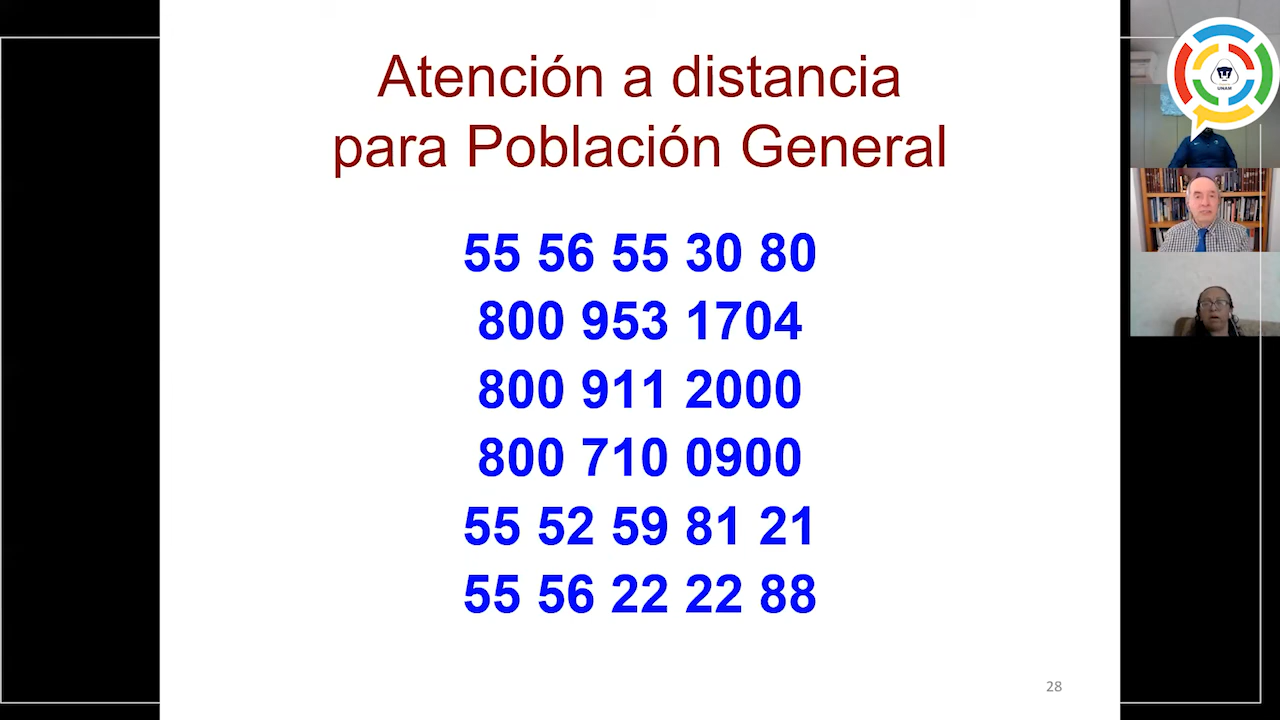 Atención a distancia
para Población General
55 56 55 30 80
800 953 1704
800 911 2000
800 710 0900
55 52 59 81 21
55 56 22 22 88
28
UNAM